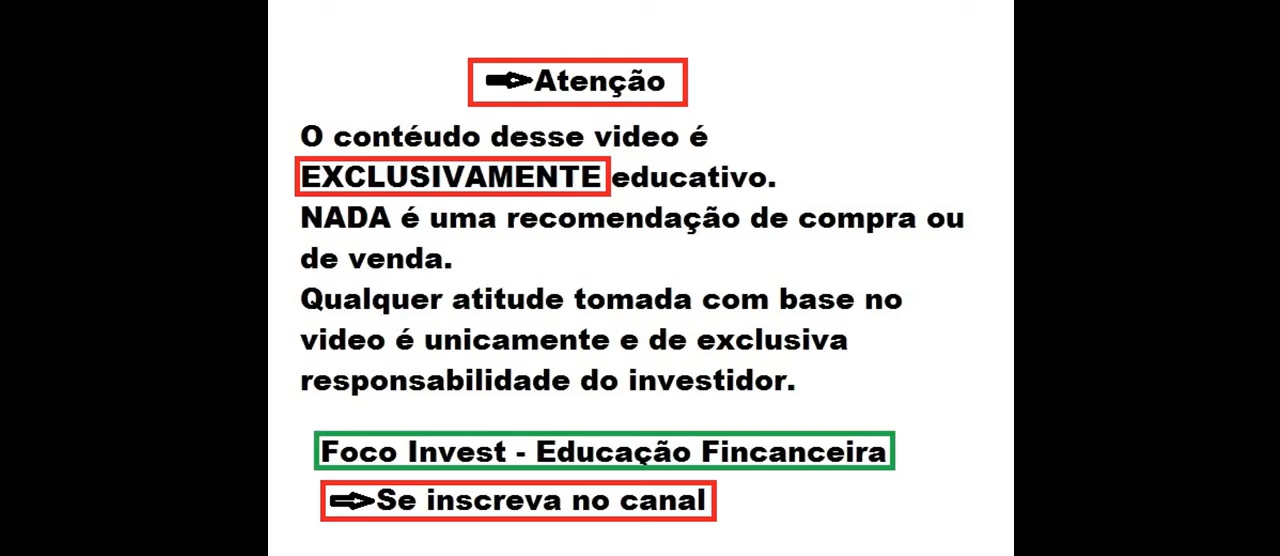 Atenção
O contéudo desse video é
EXCLUSIVAMENTE educativo.
NADA é uma recomendação de compra ou
de venda.
Qualquer atitude tomada com base no
video é unicamente e de exclusiva
responsabilidade do investidor.
Foco Invest - Educação Fincanceira
Se inscreva no canal